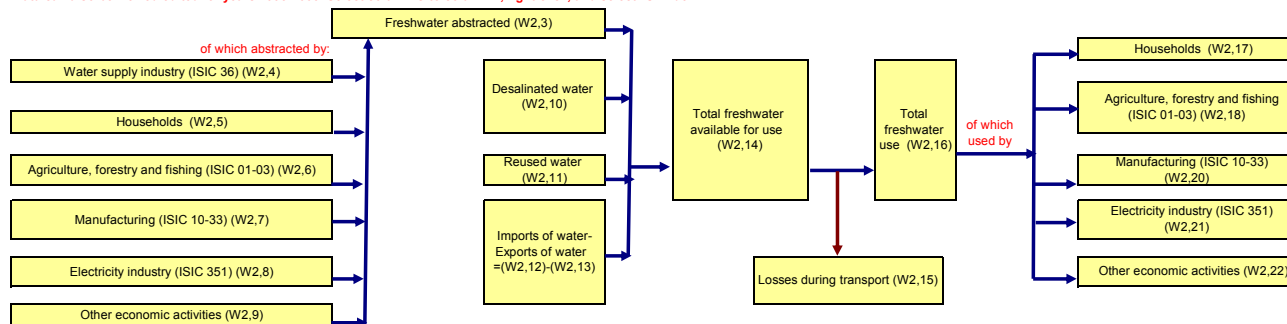 Freshwater abstracted (W2,3)
of which abstracted by:
Water supply industry (ISIC 36) (W2,4)
Households (W2,5)
Agriculture, forestry and fishing (ISIC 01-03) (W2,6)
Manufacturing (ISIC 10-33) (W2,7)
Electricity industry (ISIC 351) (W2,8)
Other economic activities (W2,9)
Desalinated water
(W2,10)
Reused water
(W2,11)
Imports of water-
Exports of water
=(W2,12)-(W2,13)
Total freshwater
available for use
(W2,14)
Losses during transport (W2,15)
Total
freshwater
use (W2,16)
of which
used by
Households (W2,17)
Agriculture, forestry and fishing
(ISIC 01-03) (W2,18)
Manufacturing (ISIC 10-33)
(W2,20)
Electricity industry (ISIC 351)
(W2,21)
Other economic activities (W2,22)